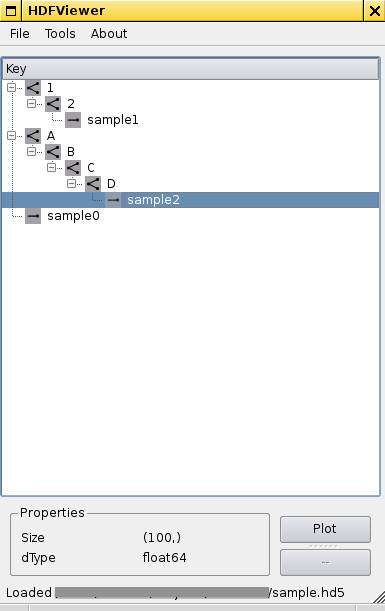 HDFViewer
File Tools About
Key
1
2
sample1
A
B
C
D
sample2
sample0
Properties
Size (100,)
dType float64
Plot
--
Loaded /sample.hd5